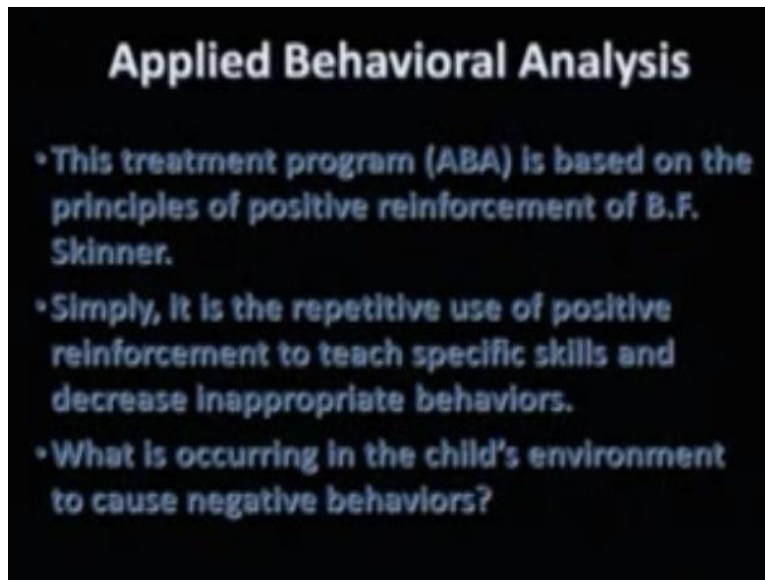 Applied Behavioral Analysis
•This treatment program (ABA) is based on the
principles of positive reinforcement of B.F.
Skinner.
•Simply, it is the repetitive use of positive
reinforcement to teach specific skills and
decrease inappropriate behaviors.
•What is occurring in the child's environment
to cause negative behaviors?